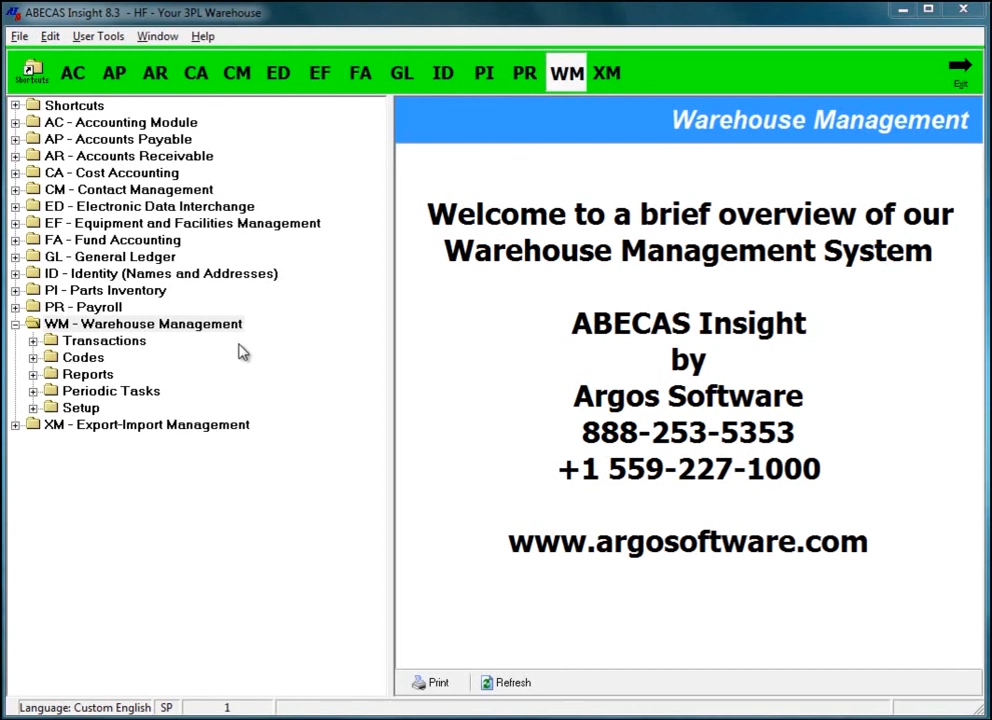 ABECAS Insight 8.3 - HF - Your 3PL Warehouse
File Edit User Tools Window Help
Shortcuts AC AP AR CA CM ED EF FA GL ID PI PR WM XM Exit
Shortcuts
AC - Accounting Module
AP - Accounts Payable
AR - Accounts Receivable
CA - Cost Accounting
CM - Contact Management
ED - Electronic Data Interchange
EF - Equipment and Facilities Management
FA - Fund Accounting
GL - General Ledger
ID - Identity (Names and Addresses)
PI - Parts Inventory
PR - Payroll
WM - Warehouse Management
Transactions
Codes
Reports
Periodic Tasks
Setup
XM - Export-Import Management
Warehouse Management
Welcome to a brief overview of our
Warehouse Management System
ABECAS Insight
by
Argos Software
888-253-5353
+1 559-227-1000
www.argosoftware.com
Print Refresh
Language: Custom English SP 1